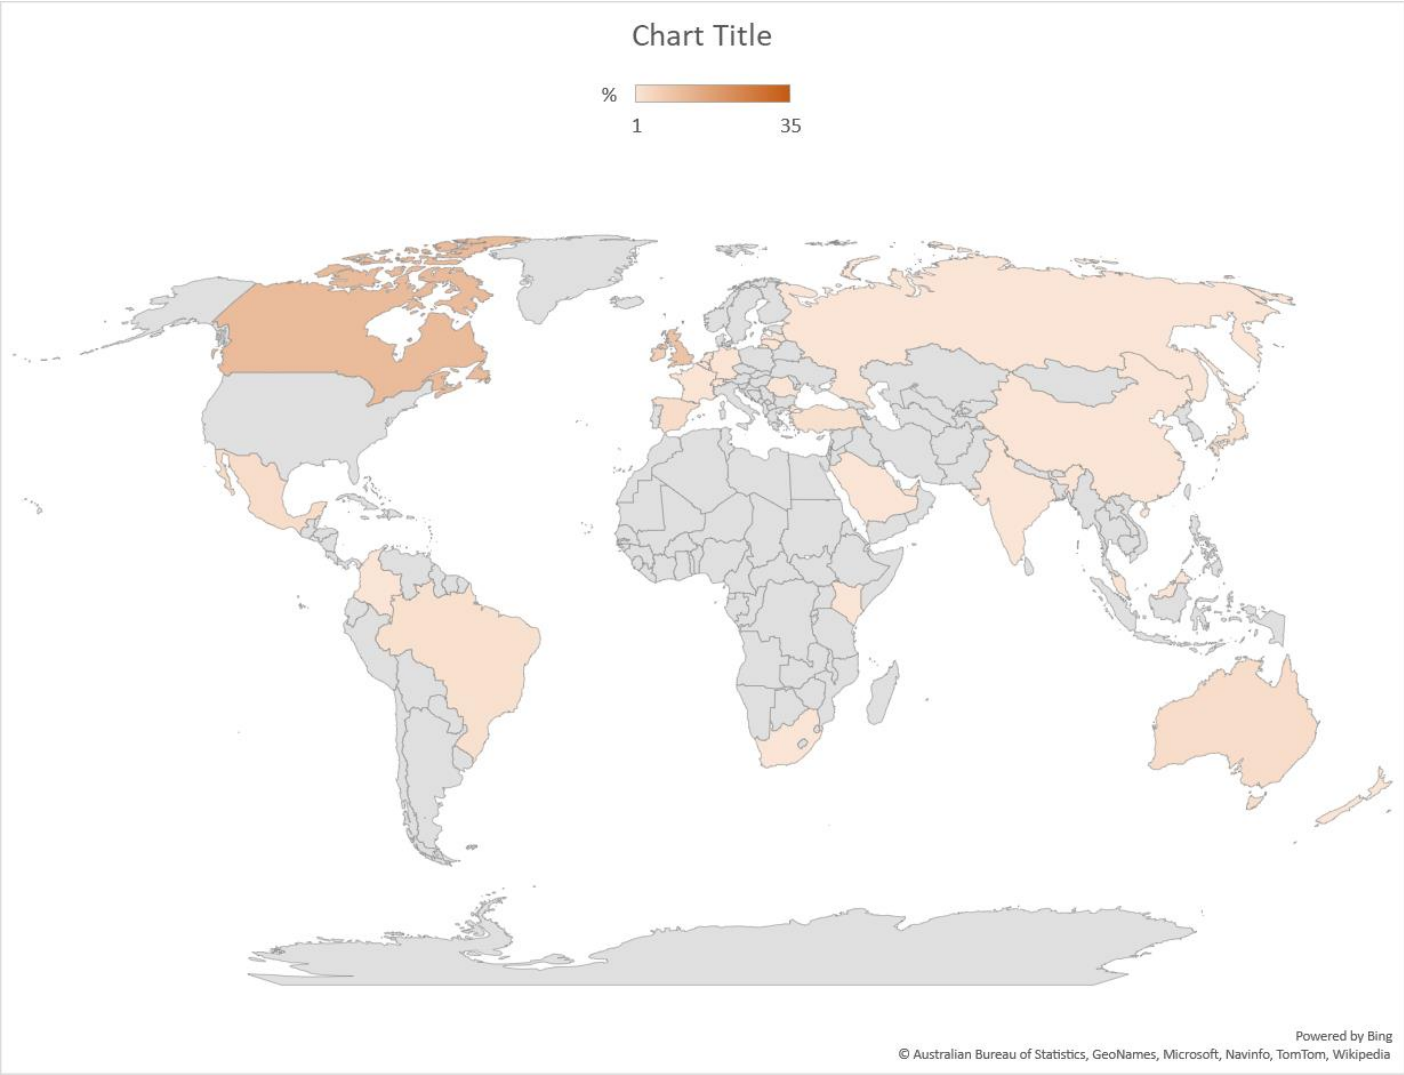 Chart Title
%
1 35
Powered by Bing
© Australian Bureau of Statistics, GeoNames, Microsoft, Navinfo, TomTom, Wikipedia